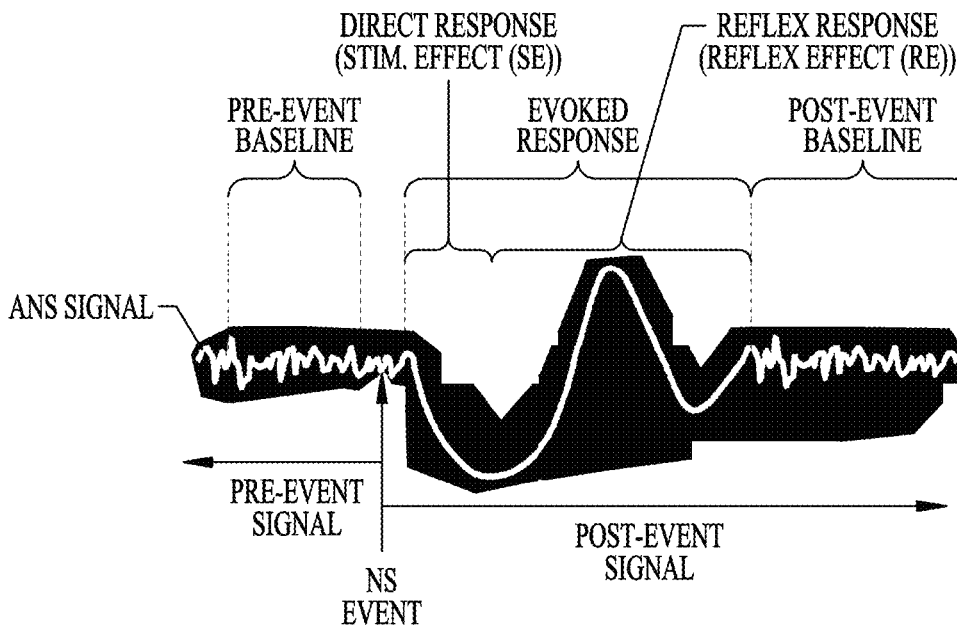 DIRECT RESPONSE
(STIM. EFFECT (SE))
REFLEX RESPONSE
(REFLEX EFFECT (RE))
PRE-EVENT
BASELINE
EVOKED
RESPONSE
POST-EVENT
BASELINE
ANS SIGNAL
PRE-EVENT
SIGNAL
NS
EVENT
POST-EVENT
SIGNAL